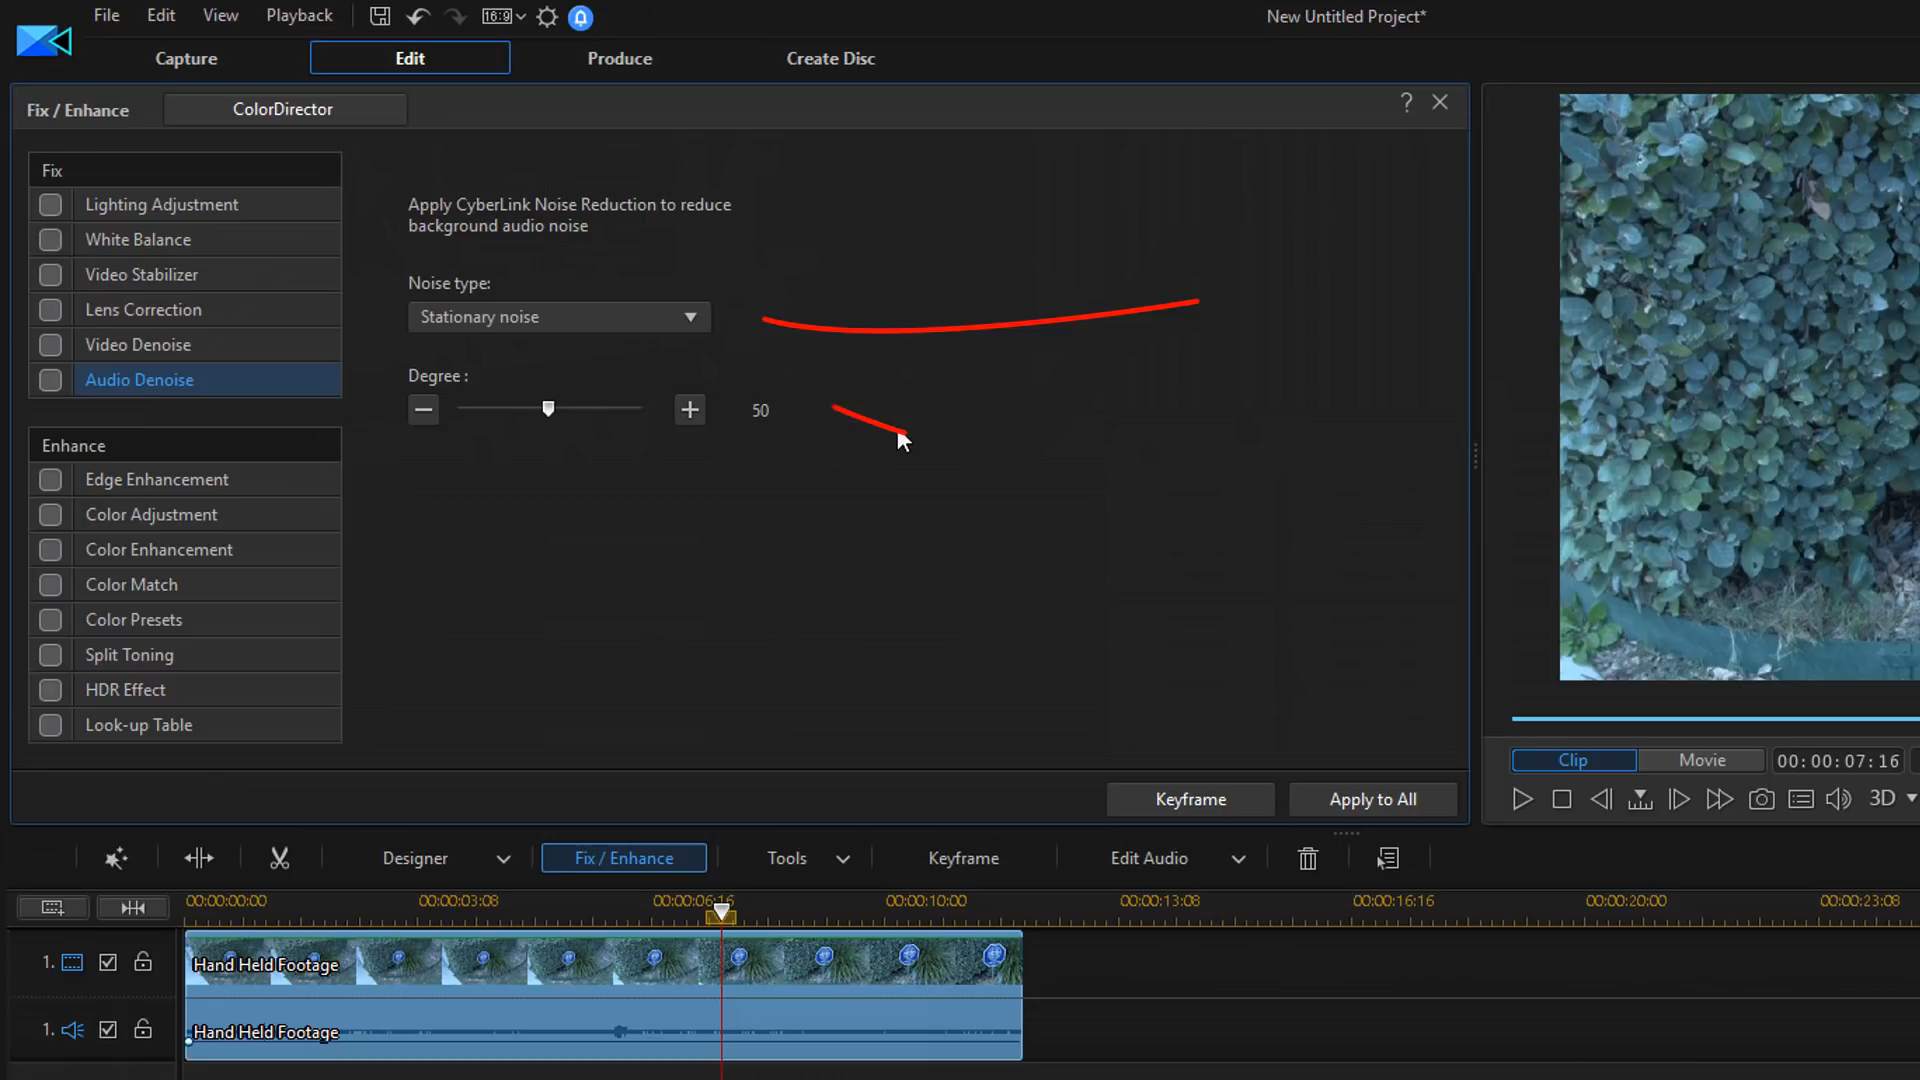 File Edit View Playback 16:9 New Untitled Project*
Capture Edit Produce Create Disc
Fix / Enhance ColorDirector ?
Fix
Lighting Adjustment
White Balance
Video Stabilizer
Lens Correction
Video Denoise
Audio Denoise
Enhance
Edge Enhancement
Color Adjustment
Color Enhancement
Color Match
Color Presets
Split Toning
HDR Effect
Look-up Table
Apply CyberLink Noise Reduction to reduce
background audio noise
Noise type:
Stationary noise
Degree :
50
Keyframe Apply to All
Clip Movie 00:00:07:16
3D
Designer Fix / Enhance Tools Keyframe Edit Audio
00:00:00:00 00:00:03:08 00:00:06:16 00:00:10:00 00:00:13:08 00:00:16:16 00:00:20:00 00:00:23:08
1. Hand Held Footage
1. Hand Held Footage